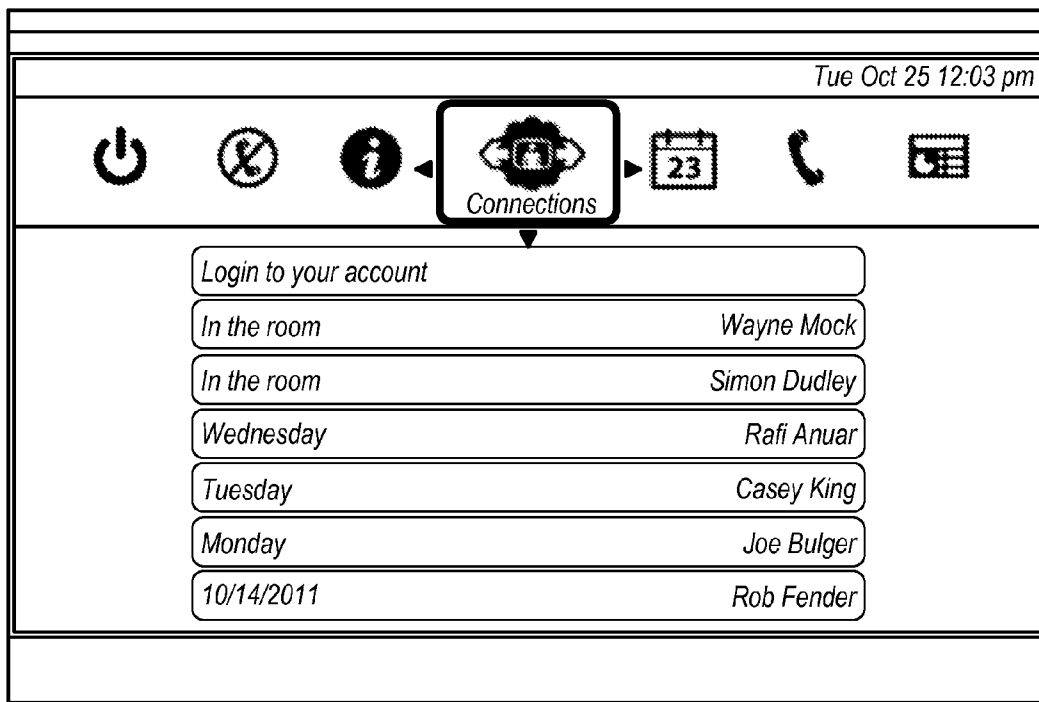 Tue Oct 25 12:03 pm
i
23
Connections
Login to your account
In the room Wayne Mock
In the room Simon Dudley
Wednesday Rafi Anuar
Tuesday Casey King
Monday Joe Bulger
10/14/2011 Rob Fender